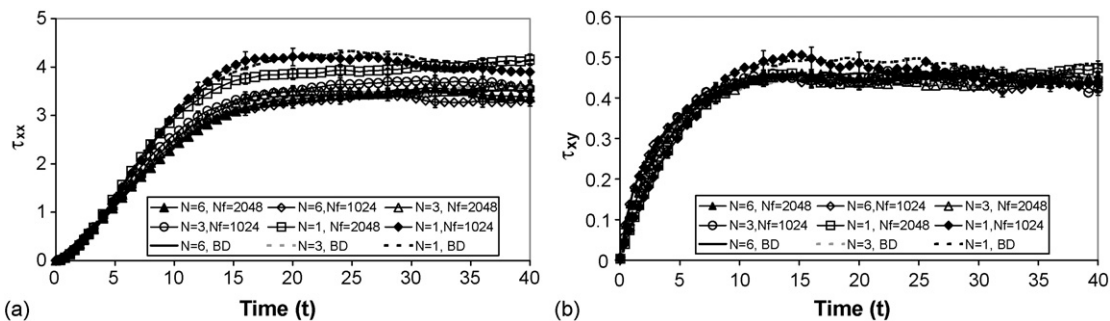 5
4
3
2
1
0
τxx
0 5 10 15 20 25 30 35 40
Time (t)
N=6, Nf=2048 N=6,Nf=1024 N=3, Nf=2048
N=3,Nf=1024 N=1, Nf=2048 N=1,Nf=1024
N=6, BD N=3, BD N=1, BD
(a)
0.6
0.5
0.4
0.3
0.2
0.1
0
τxy
0 5 10 15 20 25 30 35 40
Time (t)
N=6, Nf=2048 N=6,Nf=1024 N=3, Nf=2048
N=3,Nf=1024 N=1, Nf=2048 N=1,Nf=1024
N=6, BD N=3, BD N=1, BD
(b)